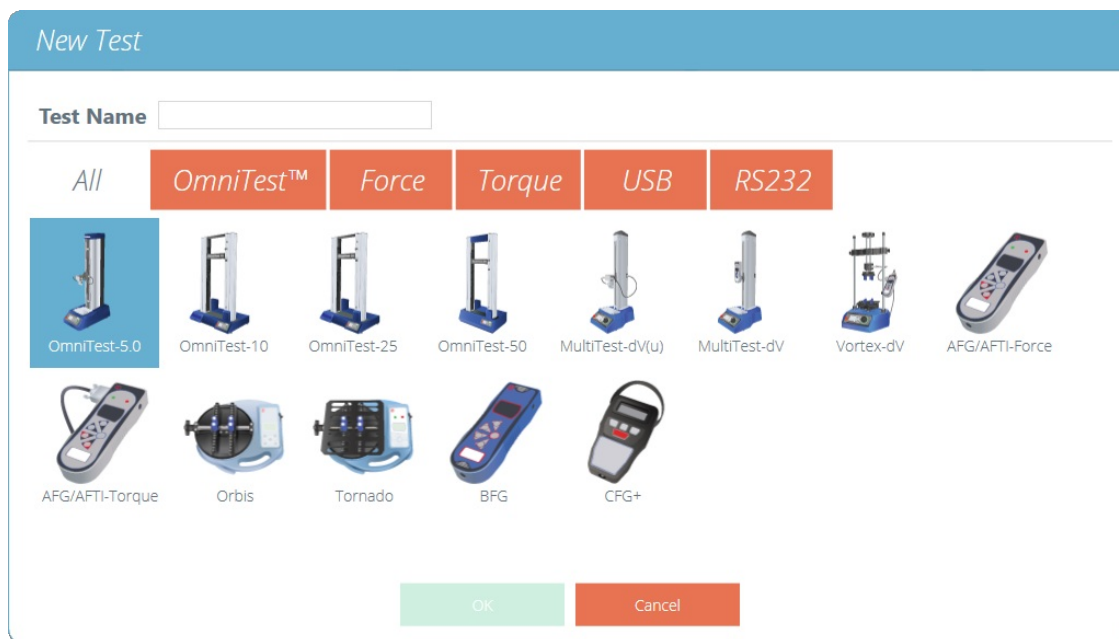 New Test
Test Name
All OmniTest™ Force Torque USB RS232
OmniTest-5.0 OmniTest-10 OmniTest-25 OmniTest-50 MultiTest-dV(u) MultiTest-dV Vortex-dV AFG/AFTI-Force
AFG/AFTI-Torque Orbis Tornado BFG CFG+
OK Cancel